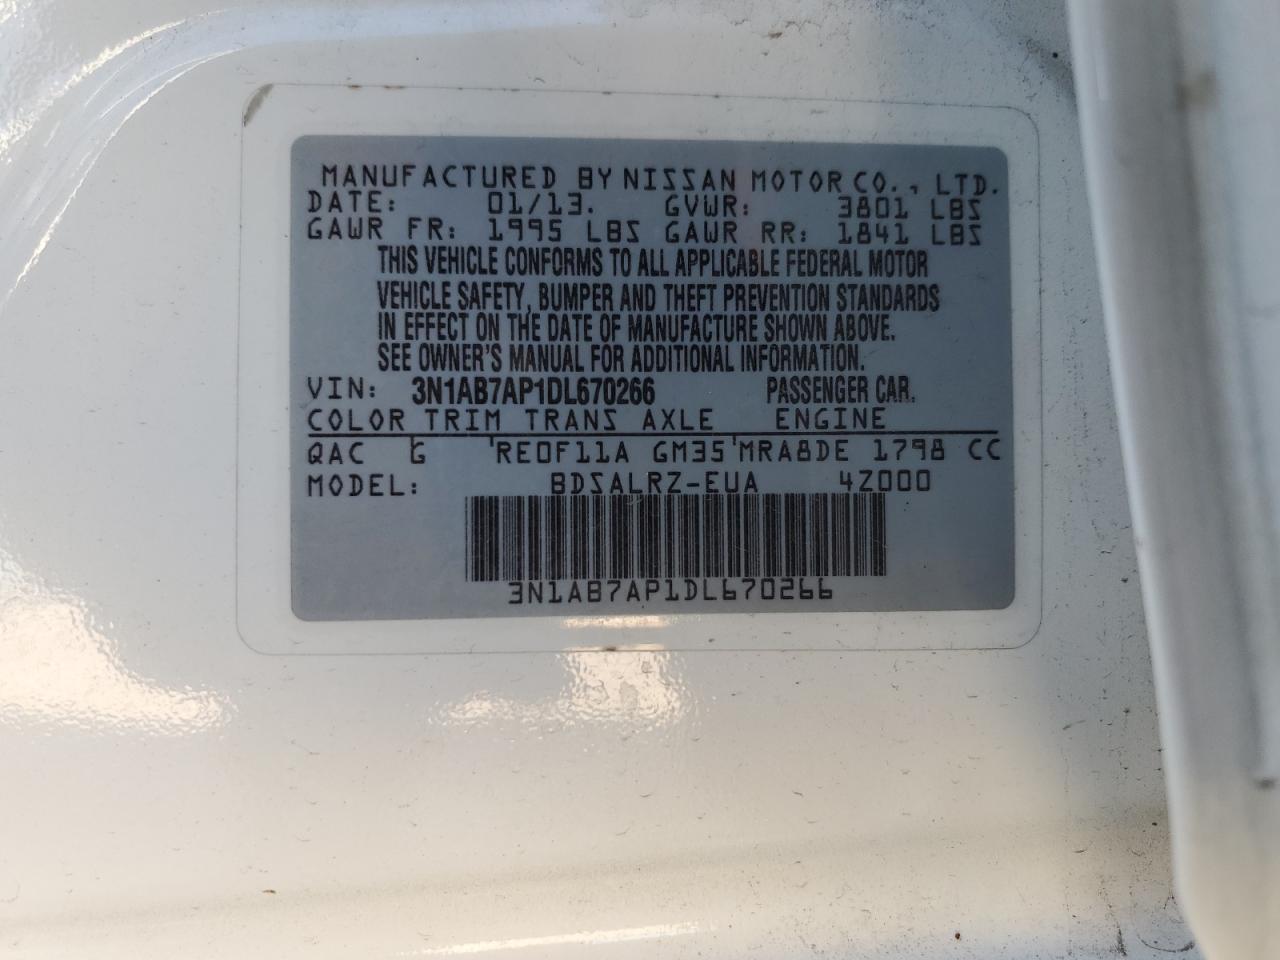 MANUFACTURED BY NISSAN MOTOR CO., LTD.
DATE: 01/13. GVWR: 3801 LBS
GAWR FR: 1995 LBS GAWR RR: 1841 LBS
THIS VEHICLE CONFORMS TO ALL APPLICABLE FEDERAL MOTOR
VEHICLE SAFETY, BUMPER AND THEFT PREVENTION STANDARDS
IN EFFECT ON THE DATE OF MANUFACTURE SHOWN ABOVE.
SEE OWNER'S MANUAL FOR ADDITIONAL INFORMATION.
VIN: 3N1AB7AP1DL670266 PASSENGER CAR.
COLOR TRIM TRANS AXLE ENGINE
QAC G 'RE0F11A GM35'MRA8DE 1798 CC
MODEL: BDSALRZ-EUA 4Z000
3N1AB7AP1DL670266